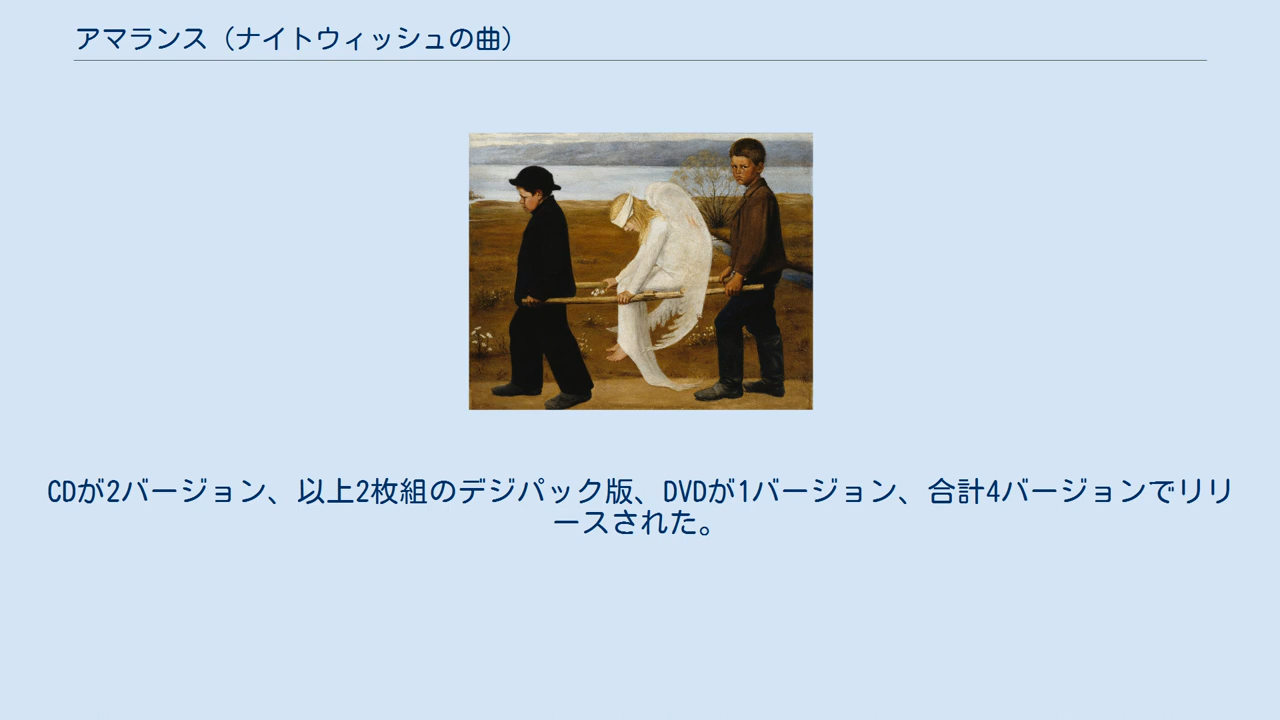 アマランス（ナイトウィッシュの曲）
CDが2バージョン、以上2枚組のデジパック版、DVDが1バージョン、合計4バージョンでリリ
ースされた。